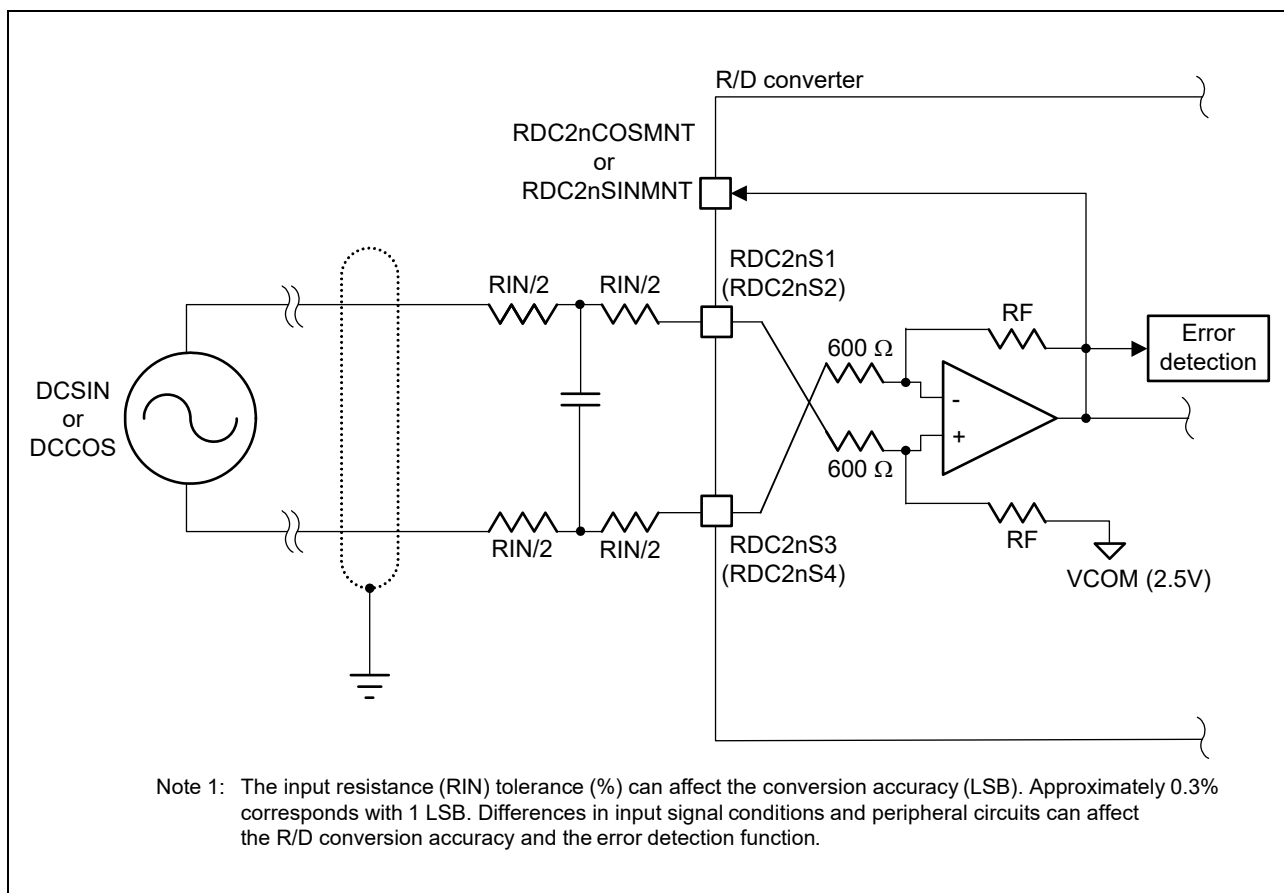 R/D converter
RDC2nCOSMNT
or
RDC2nSINMNT
RDC2nS1
(RDC2nS2)
RIN/2
RIN/2
RF
600 Ω
Error
detection
DCSIN
or
DCCOS
-
+
600 Ω
RIN/2
RIN/2
RDC2nS3
(RDC2nS4)
RF
VCOM (2.5V)
Note 1: The input resistance (RIN) tolerance (%) can affect the conversion accuracy (LSB). Approximately 0.3%
corresponds with 1 LSB. Differences in input signal conditions and peripheral circuits can affect
the R/D conversion accuracy and the error detection function.